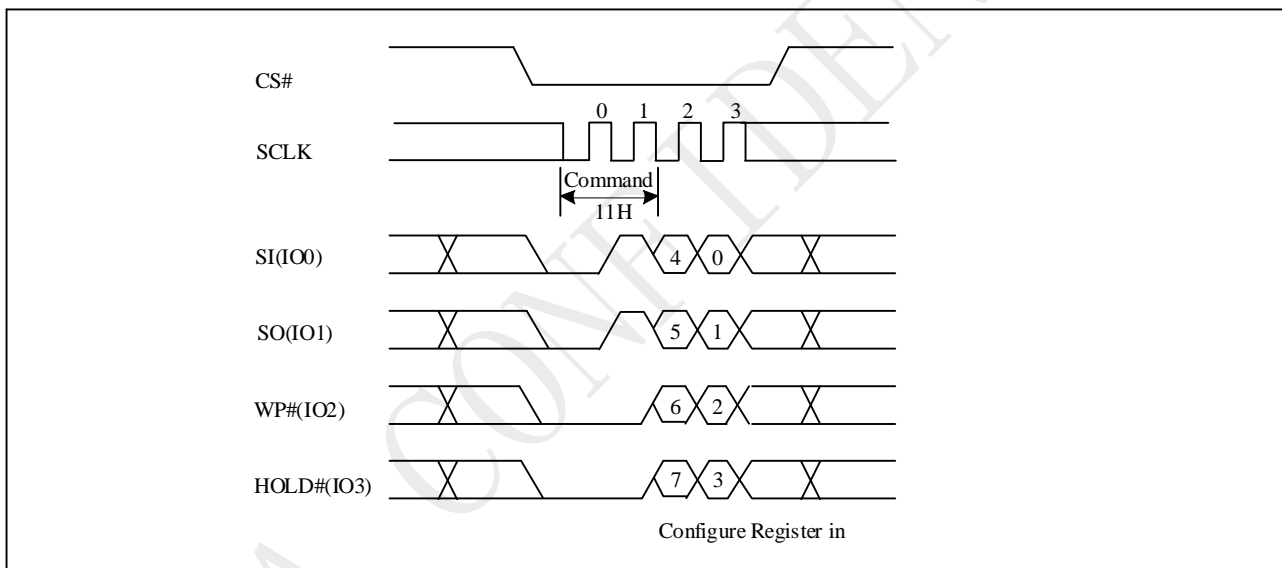 CS#
0 1 2 3
SCLK
Command
11H
SI(IO0) 4 0
SO(IO1) 5 1
WP#(IO2) 6 2
HOLD#(IO3) 7 3
Configure Register in